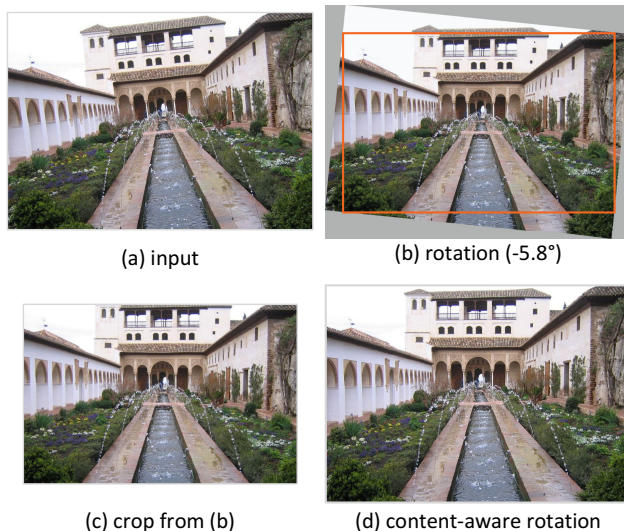 (a) input
(b) rotation (-5.8°)
(c) crop from (b)
(d) content-aware rotation